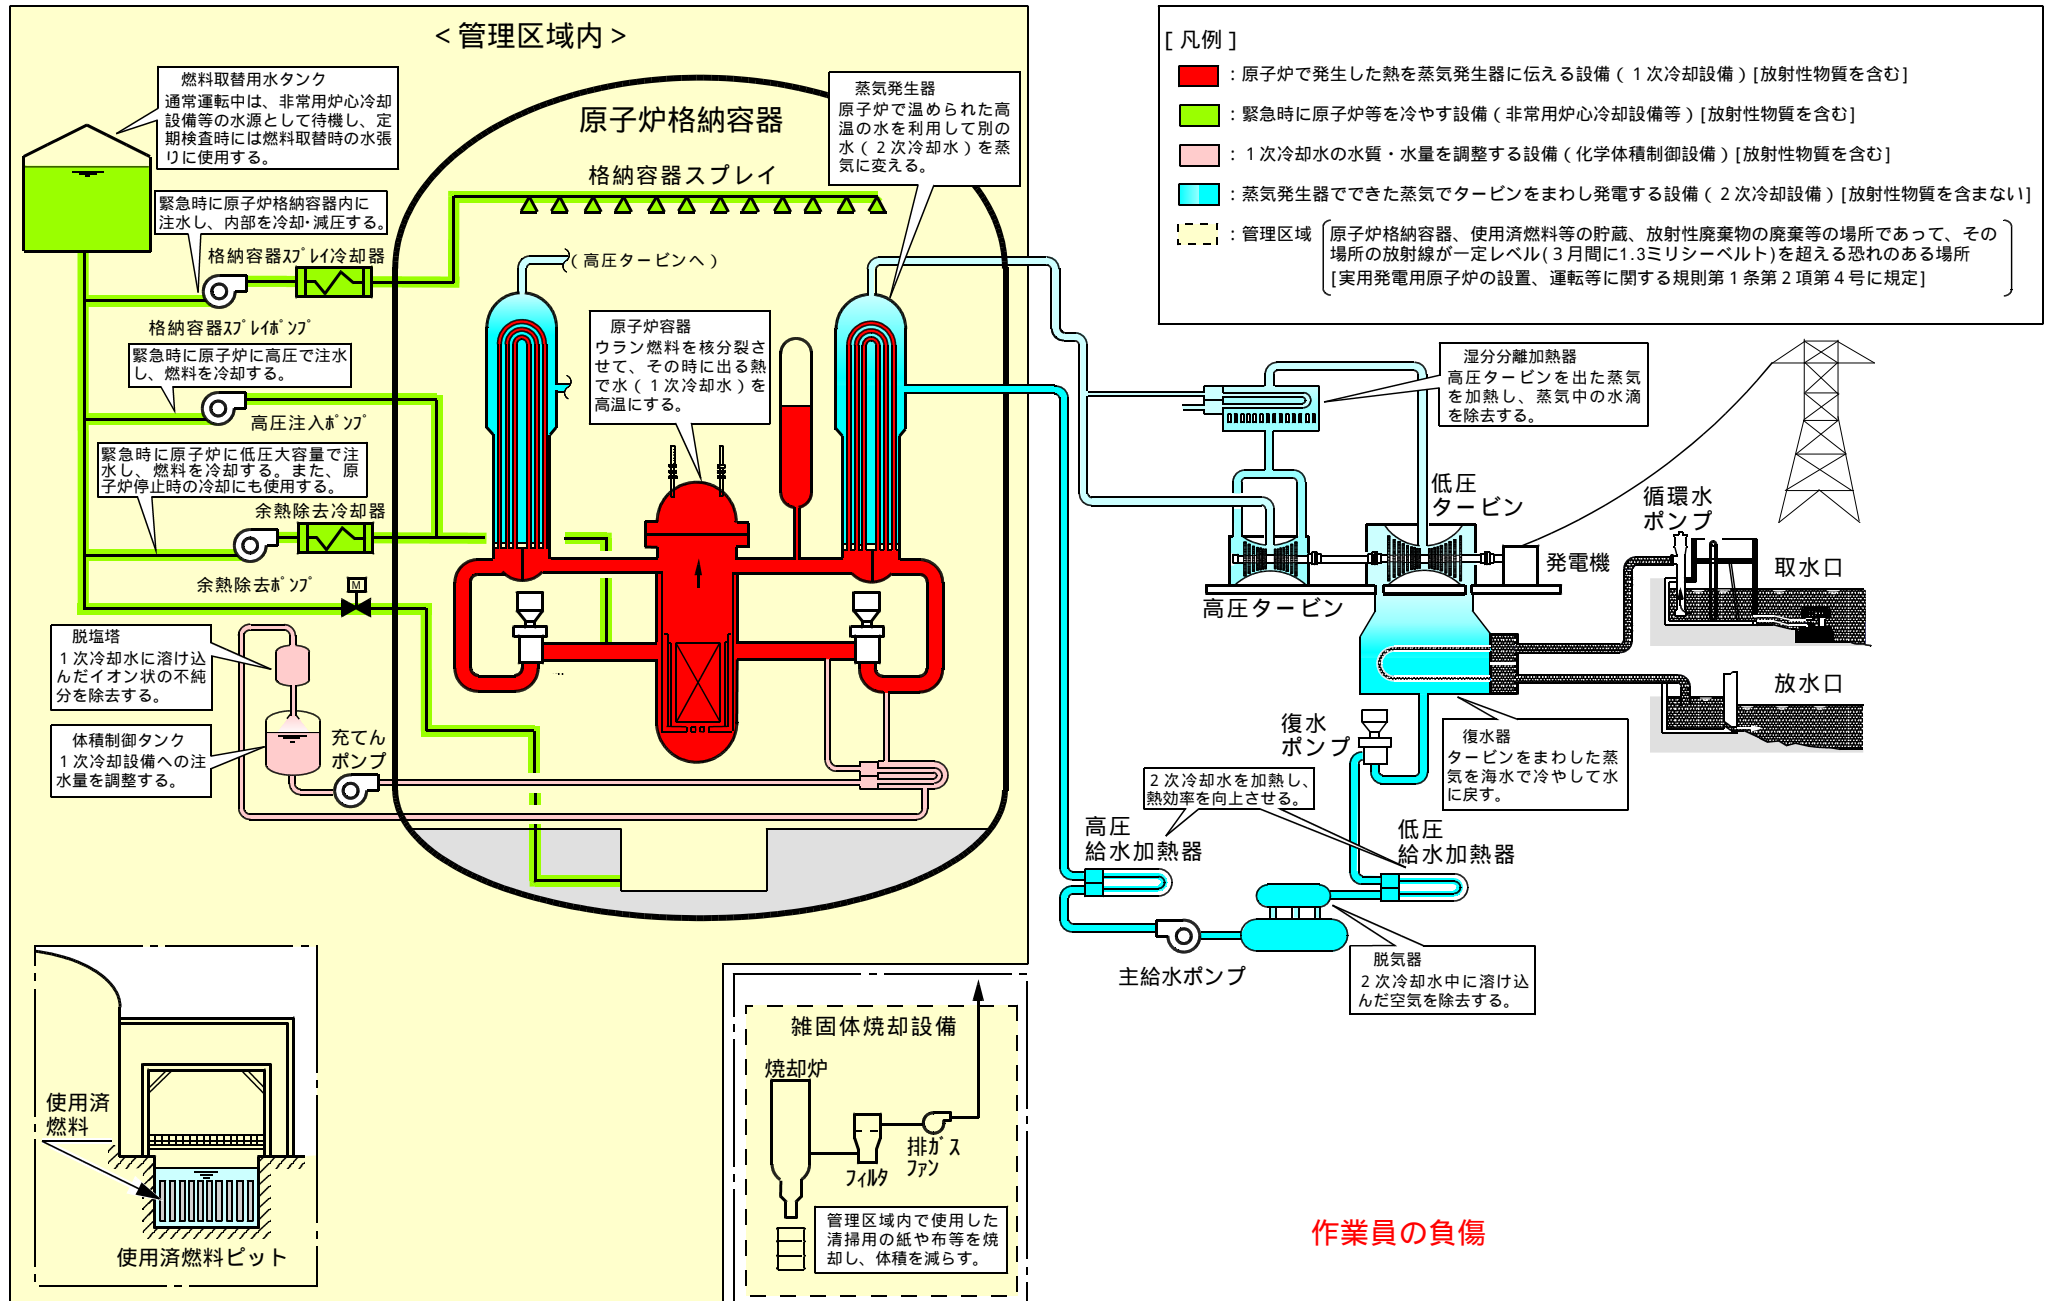 ＜管理区域内＞
燃料取替用水タンク
通常運転中は、非常用炉心冷却
設備等の水源として待機し、定
期検査時には燃料取替時の水張
りに使用する。
緊急時に原子炉格納容器内に
注水し、内部を冷却･減圧する。
格納容器ｽﾌﾟﾚｲ冷却器
格納容器ｽﾌﾟﾚｲﾎﾟﾝﾌﾟ
緊急時に原子炉に高圧で注水
し、燃料を冷却する。
高圧注入ﾎﾟﾝﾌﾟ
緊急時に原子炉に低圧大容量で注
水し、燃料を冷却する。また、原
子炉停止時の冷却にも使用する。
余熱除去冷却器
余熱除去ﾎﾟﾝﾌﾟ
M
脱塩塔
１次冷却水に溶け込
んだイオン状の不純
分を除去する。
体積制御タンク
１次冷却設備への注
水量を調整する。
充てん
ポンプ
原子炉格納容器
格納容器スプレイ
（高圧タービンへ）
蒸気発生器
原子炉で温められた高
温の水を利用して別の
水（２次冷却水）を蒸
気に変える。
原子炉容器
ウラン燃料を核分裂さ
せて、その時に出る熱
で水（１次冷却水）を
高温にする。
[ 凡例 ]
：原子炉で発生した熱を蒸気発生器に伝える設備（１次冷却設備）[放射性物質を含む]
：緊急時に原子炉等を冷やす設備（非常用炉心冷却設備等）[放射性物質を含む]
：１次冷却水の水質・水量を調整する設備（化学体積制御設備）[放射性物質を含む]
：蒸気発生器でできた蒸気でタービンをまわし発電する設備（２次冷却設備）[放射性物質を含まない]
：管理区域
原子炉格納容器、使用済燃料等の貯蔵、放射性廃棄物の廃棄等の場所であって、その
場所の放射線が一定レベル(３月間に1.3ミリシーベルト)を超える恐れのある場所
[実用発電用原子炉の設置、運転等に関する規則第１条第２項第４号に規定]
湿分分離加熱器
高圧タービンを出た蒸気
を加熱し、蒸気中の水滴
を除去する。
低圧
タービン
高圧タービン
発電機
循環水
ポンプ
取水口
放水口
復水
ポンプ
復水器
タービンをまわした蒸
気を海水で冷やして水
に戻す。
２次冷却水を加熱し、
熱効率を向上させる。
高圧
給水加熱器
低圧
給水加熱器
主給水ポンプ
脱気器
２次冷却水中に溶け込
んだ空気を除去する。
使用済
燃料
使用済燃料ピット
雑固体焼却設備
焼却炉
ﾌｨﾙﾀ
排ｶﾞｽ
ﾌｧﾝ
管理区域内で使用した
清掃用の紙や布等を焼
却し、体積を減らす。
作業員の負傷